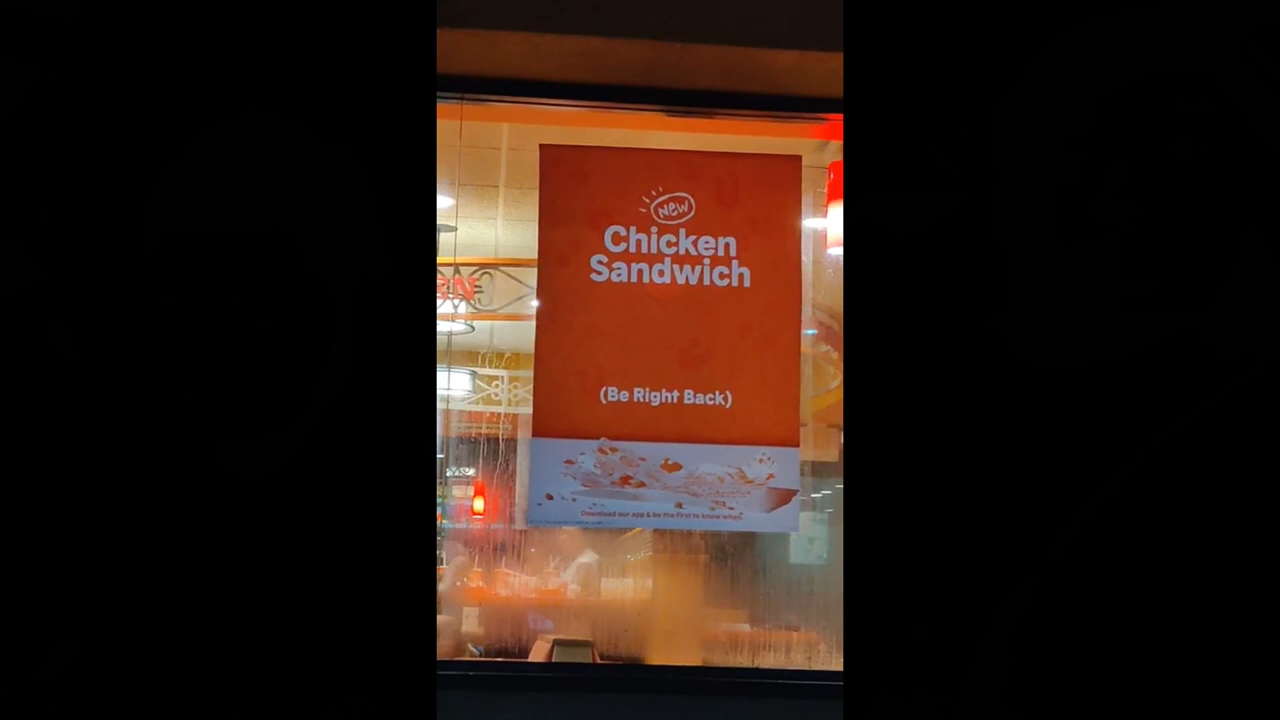 New
Chicken
Sandwich
(Be Right Back)
Download our app & be the first to know when.